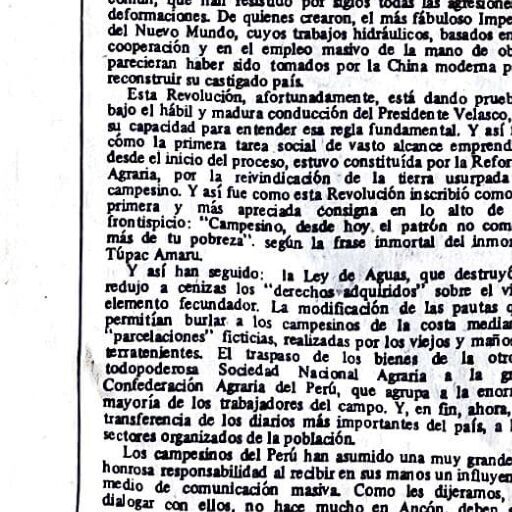 común, que han resistido por siglos todas las agresiones
deformaciones. De quienes crearon, el más fábuloso Impe
del Nuevo Mundo, cuyos trabajos hidráulicos, basados en
cooperación y en el empleo masivo de la mano de ob
parecieran haber sido tomados por la China moderna p
reconstruir su castigado país.
Esta Revolución, afortunadamente, está dando prueb
bajo el hábil y madura conducción del Presidente Velasco,
su capacidad para entender esa regla fundamental. Y así f
cómo la primera tarea social de vasto alcance emprend
desde el inicio del proceso, estuvo constituída por la Refor
Agraria, por la reivindicación de la tierra usurpada
campesino. Y así fue como esta Revolución inscribió como
primera y más apreciada consigna en lo alto de
frontispicio: "Campesino, desde hoy. el patrón no com
más de tu pobreza". según la frase inmortal del inmor
Túpac Amaru.
Y así han seguido: la Ley de Aguas, que destruyó
redujo a cenizas los "derechos adquiridos" sobre el vi
elemento fecundador. La modificación de las pautas q
permitían burlar a los campesinos de la costa median
"parcelaciones" ficticias, realizadas por los viejos y maños
terratenientes. El traspaso de los bienes de la otro
todopoderosa Sociedad Nacional Agraria a la gr
Confederación Agraria del Perú, que agrupa a la enor
mayoría de los trabajadores del campo. Y, en fin, ahora,
transferencia de los diarios más importantes del país, a l
sectores organizados de la población.
Los campesinos del Perú han asumido una muy grande
honrosa responsabilidad al recibir en sus manos un influyen
medio de comunicación masiva. Como les dijeramos,
dialogar con ellos, no hace mucho en Ancón, deben